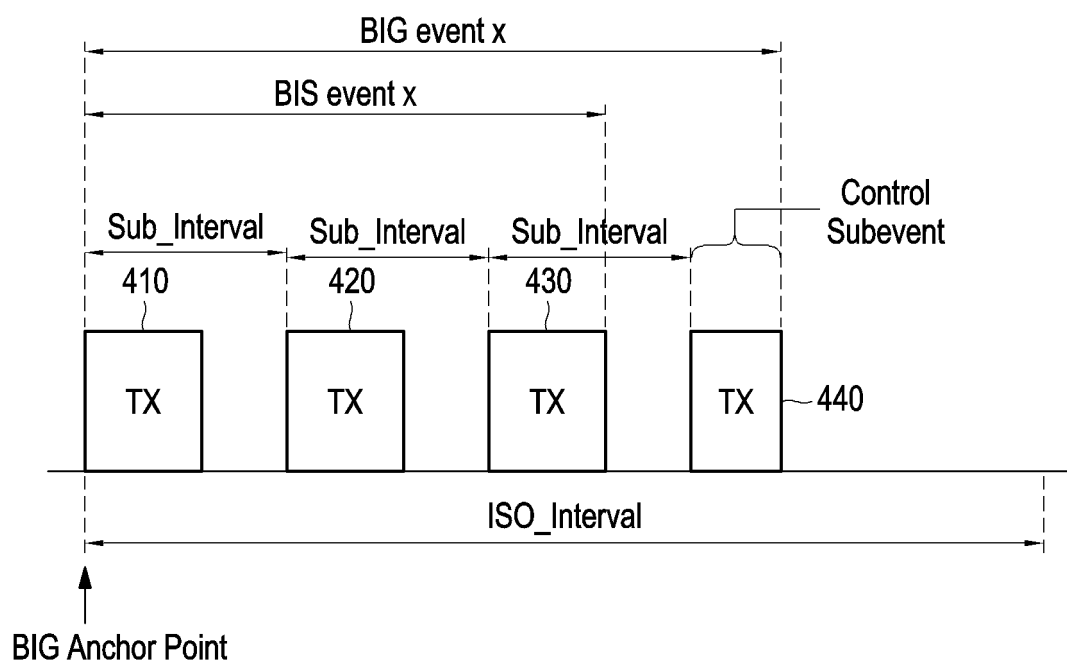 BIG event x
BIS event x
Control
Subevent
Sub_Interval
Sub_Interval
Sub_Interval
410
420
430
TX
TX
TX
TX
440
ISO_Interval
BIG Anchor Point